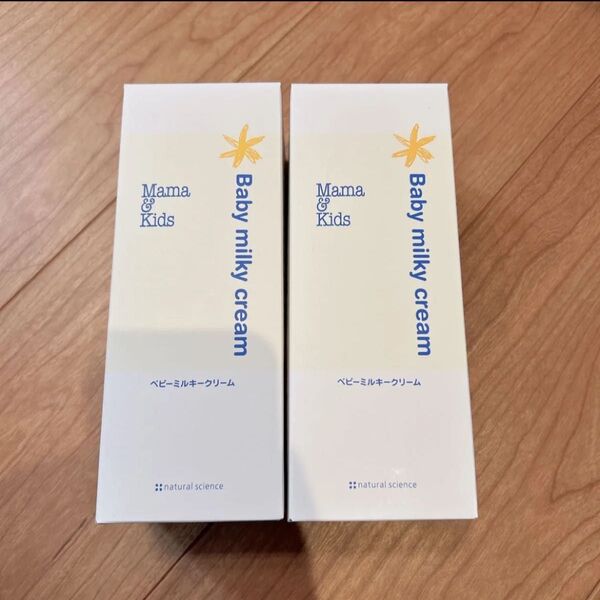 Mama
&
Kids
Baby milky cream
ベビーミルキークリーム
natural science
Mama
&
Kids
Baby milky cream
ベビーミルキークリーム
natural science